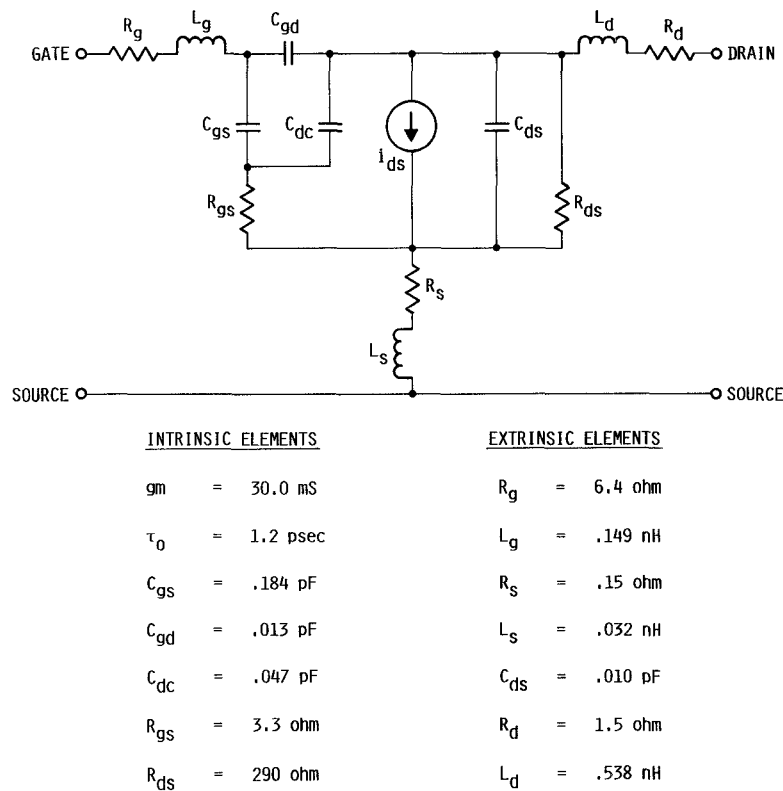 R_g L_g C_gd L_d R_d
GATE DRAIN
C_gs C_dc i_ds C_ds
R_gs R_ds
R_s
L_s
SOURCE SOURCE
INTRINSIC ELEMENTS EXTRINSIC ELEMENTS
gm = 30.0 mS R_g = 6.4 ohm
τ_o = 1.2 psec L_g = .149 nH
C_gs = .184 pF R_s = .15 ohm
C_gd = .013 pF L_s = .032 nH
C_dc = .047 pF C_ds = .010 pF
R_gs = 3.3 ohm R_d = 1.5 ohm
R_ds = 290 ohm L_d = .538 nH